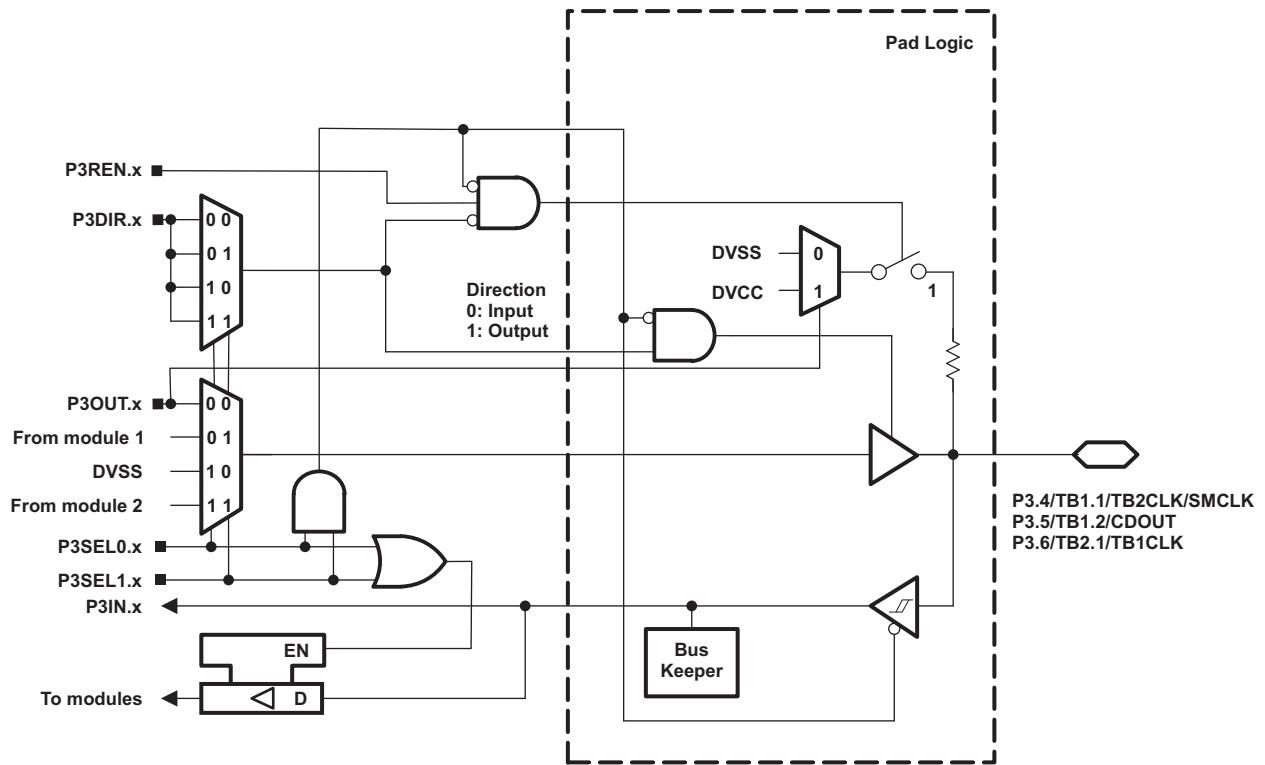 Pad Logic
P3REN.x
P3DIR.x
0 0
0 1
1 0
1 1
Direction
0: Input
1: Output
DVSS
0
DVCC
1
1
P3OUT.x
0 0
From module 1
0 1
DVSS
1 0
From module 2
1 1
P3SEL0.x
P3SEL1.x
P3IN.x
P3.4/TB1.1/TB2CLK/SMCLK
P3.5/TB1.2/CDOUT
P3.6/TB2.1/TB1CLK
Bus
Keeper
EN
To modules
D